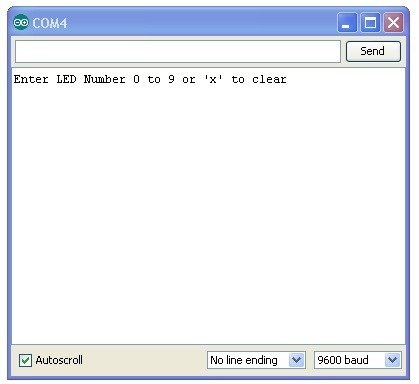 COM4
Send
Enter LED Number 0 to 9 or 'x' to clear
Autoscroll
No line ending
9600 baud